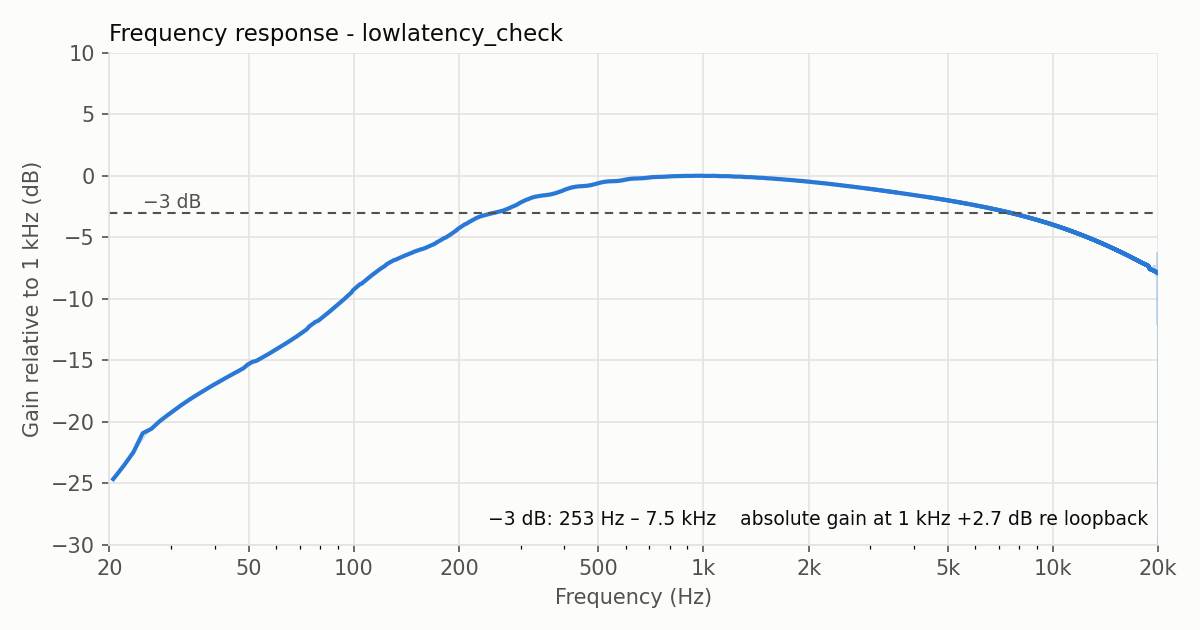 Frequency response - lowlatency_check
Gain relative to 1 kHz (dB)
10
5
0
−5
−10
−15
−20
−25
−30
−3 dB
−3 dB: 253 Hz – 7.5 kHz    absolute gain at 1 kHz +2.7 dB re loopback
20 50 100 200 500 1k 2k 5k 10k 20k
Frequency (Hz)